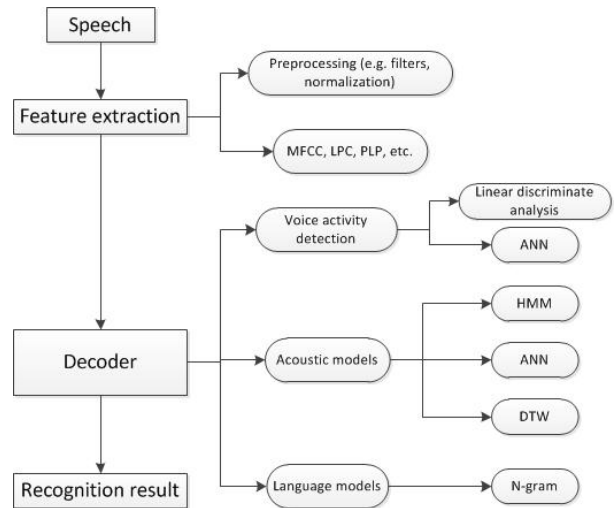 Speech
Preprocessing (e.g. filters,
normalization)
Feature extraction
MFCC, LPC, PLP, etc.
Linear discriminate
analysis
Voice activity
detection
ANN
HMM
Decoder
Acoustic models
ANN
DTW
Recognition result
Language models
N-gram